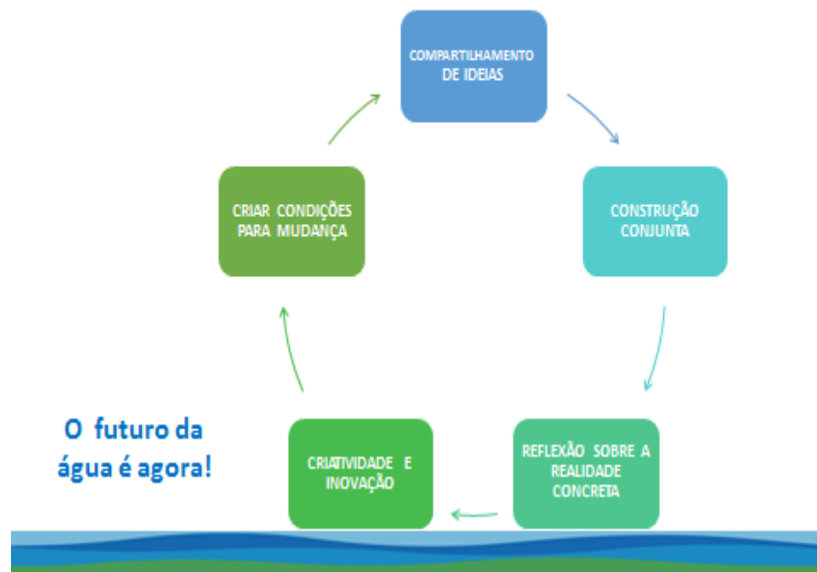 COMPARTILHAMENTO
DE IDEIAS
CONSTRUÇÃO
CONJUNTA
REFLEXÃO SOBRE A
REALIDADE
CONCRETA
CRIATIVIDADE E
INOVAÇÃO
CRIAR CONDIÇÕES
PARA MUDANÇA
O futuro da
água é agora!